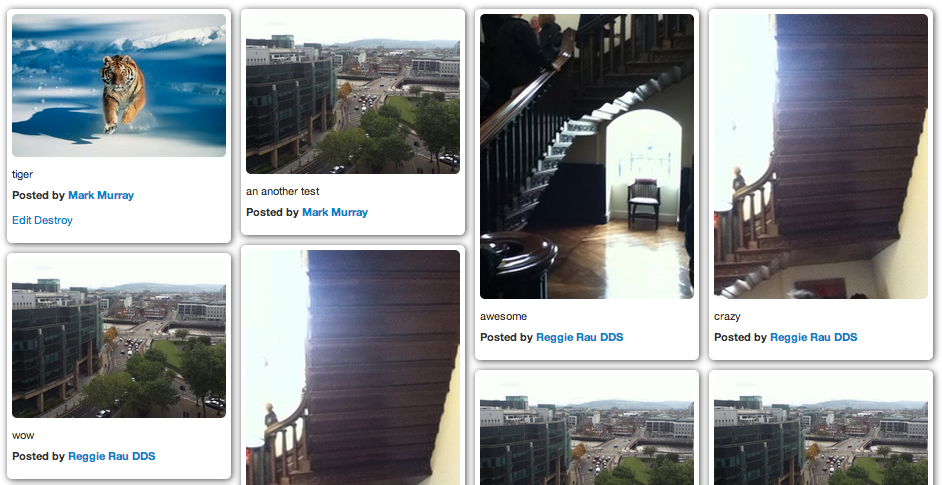 tiger
Posted by Mark Murray
Edit Destroy
an another test
Posted by Mark Murray
awesome
Posted by Reggie Rau DDS
crazy
Posted by Reggie Rau DDS
wow
Posted by Reggie Rau DDS